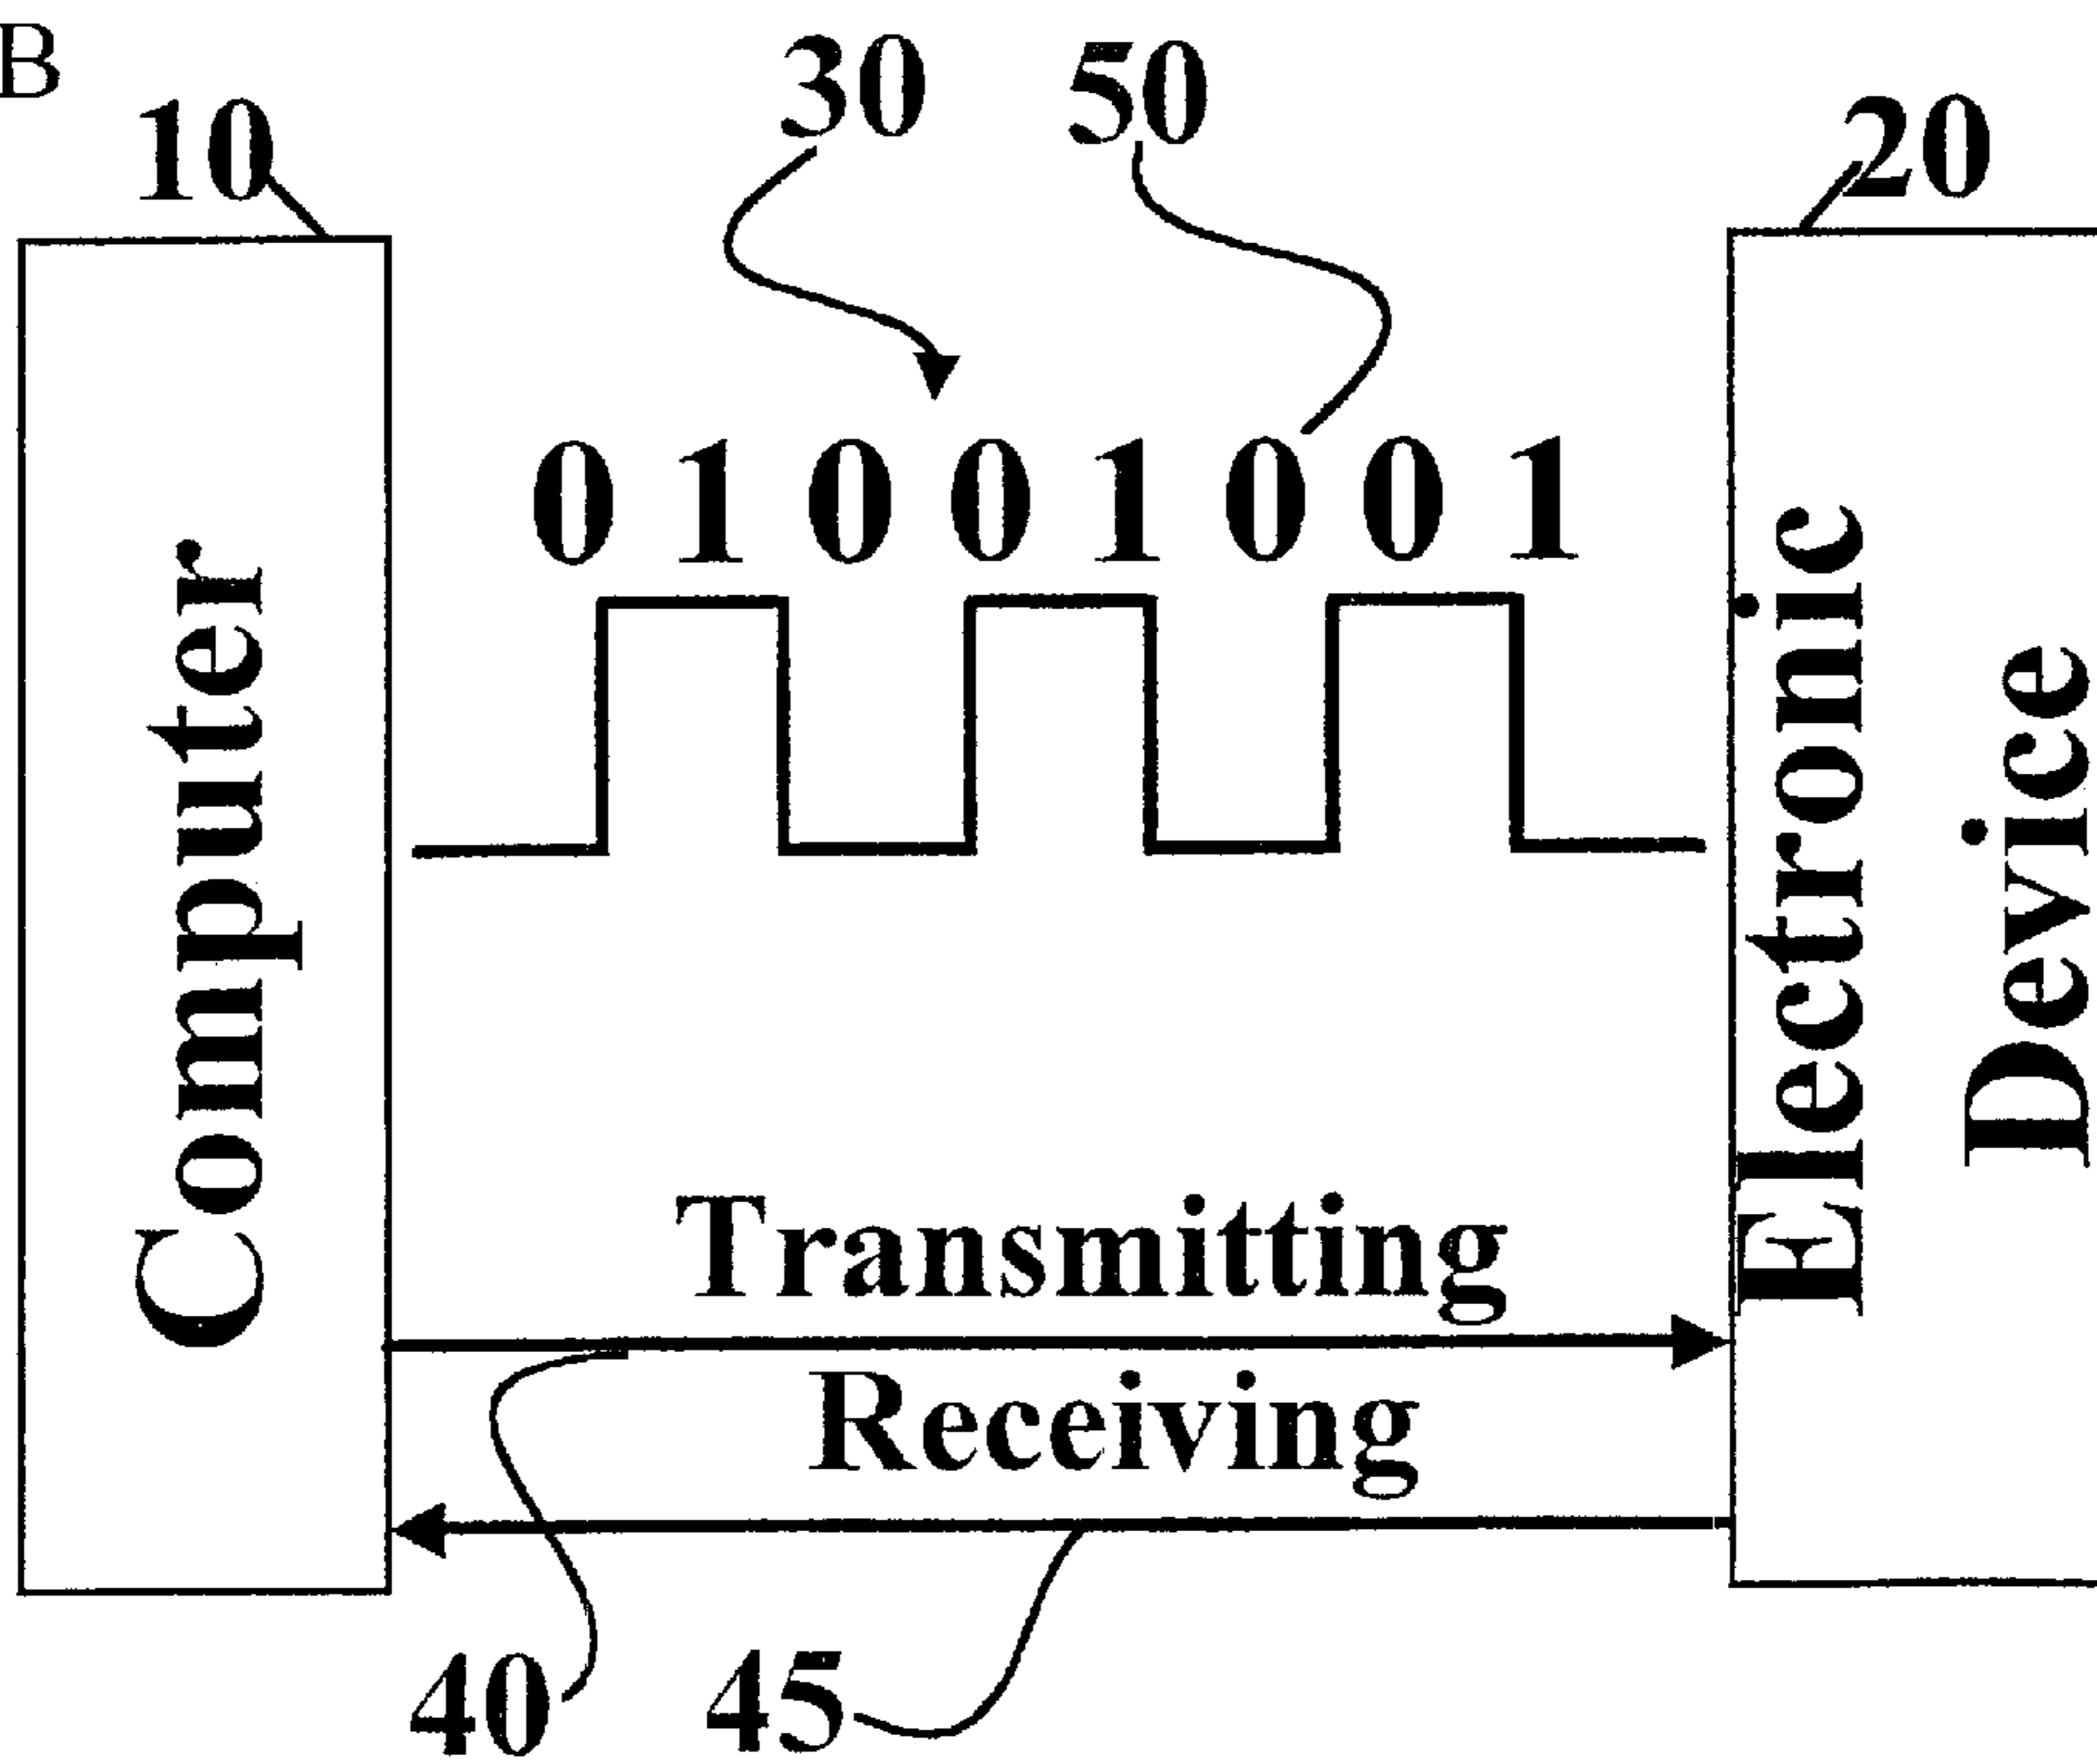 B
10
30
50
20
0 1 0 0 1 0 0 1
Computer
Electronic
Device
Transmitting
Receiving
40
45